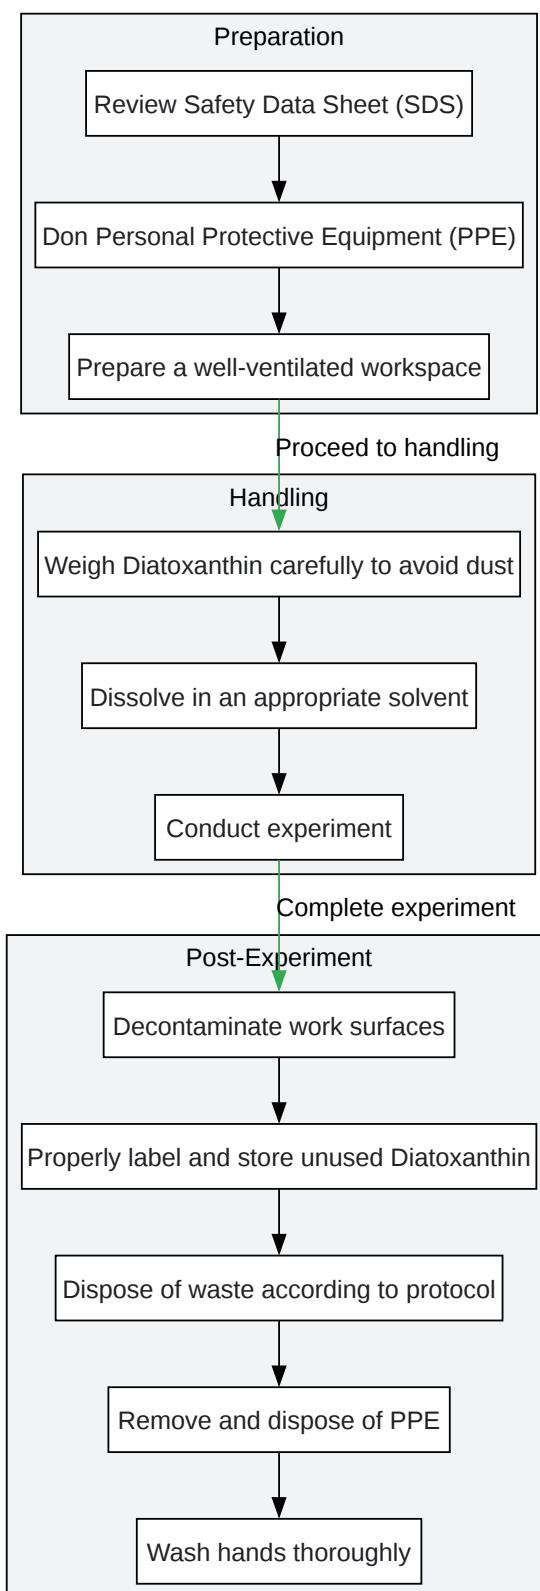 Preparation
Review Safety Data Sheet (SDS)
Don Personal Protective Equipment (PPE)
Prepare a well-ventilated workspace
Proceed to handling
Handling
Weigh Diatoxanthin carefully to avoid dust
Dissolve in an appropriate solvent
Conduct experiment
Complete experiment
Post-Experiment
Decontaminate work surfaces
Properly label and store unused Diatoxanthin
Dispose of waste according to protocol
Remove and dispose of PPE
Wash hands thoroughly